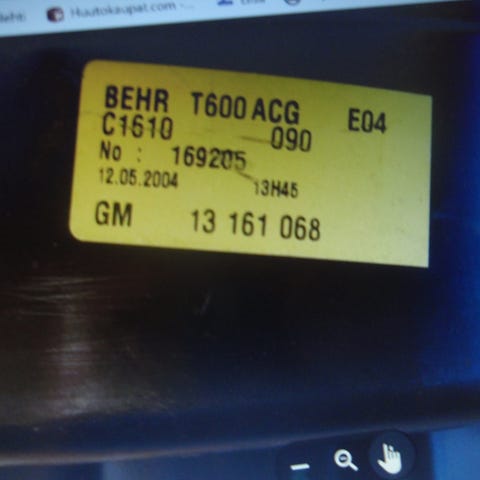 Huutokaupat.com -...
BEHR T600 ACG E04
C1610 090
No : 169205
12.05.2004 13H45
GM 13 161 068